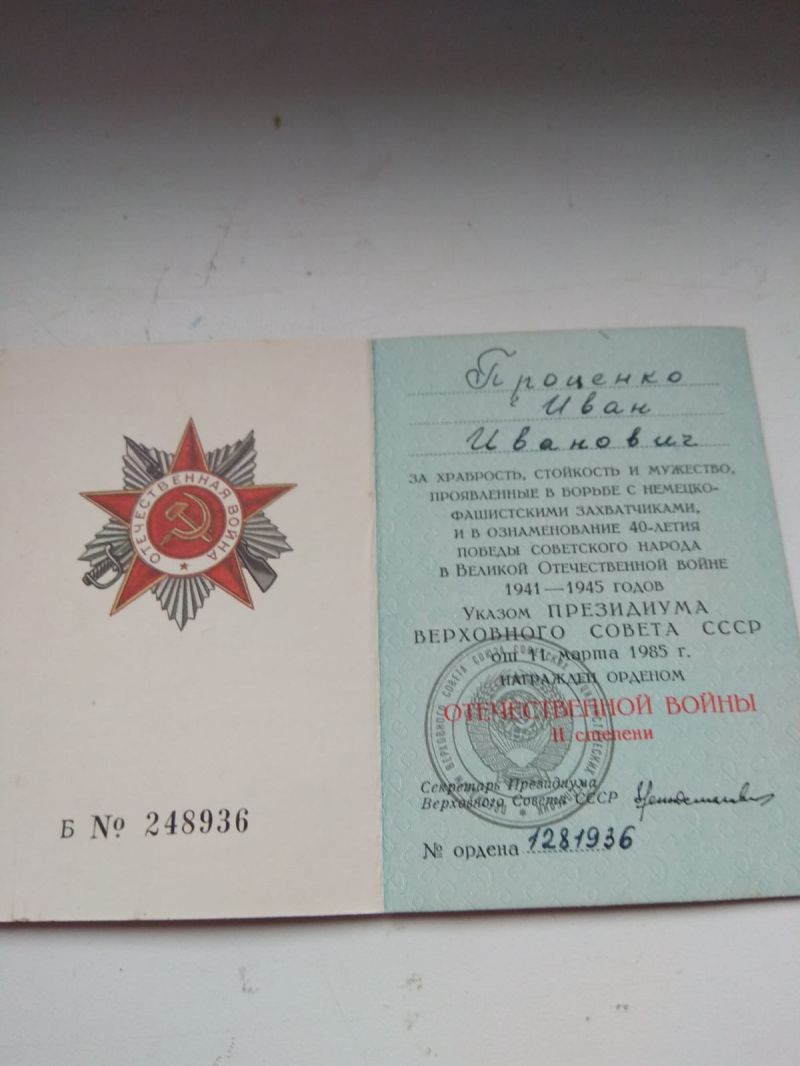 ОТЕЧЕСТВЕННАЯ ВОЙНА
Б № 248936
Проценко
Иван
Иванович
ЗА ХРАБРОСТЬ, СТОЙКОСТЬ И МУЖЕСТВО,
ПРОЯВЛЕННЫЕ В БОРЬБЕ С НЕМЕЦКО-
ФАШИСТСКИМИ ЗАХВАТЧИКАМИ,
И В ОЗНАМЕНОВАНИЕ 40-ЛЕТИЯ
ПОБЕДЫ СОВЕТСКОГО НАРОДА
В ВЕЛИКОЙ ОТЕЧЕСТВЕННОЙ ВОЙНЕ
1941—1945 ГОДОВ
УКАЗОМ ПРЕЗИДИУМА
ВЕРХОВНОГО СОВЕТА СССР
от 11 марта 1985 г.
НАГРАЖДЕН ОРДЕНОМ
ОТЕЧЕСТВЕННОЙ ВОЙНЫ
II степени
Секретарь Президиума
Верховного Совета СССР
№ ордена 1281936